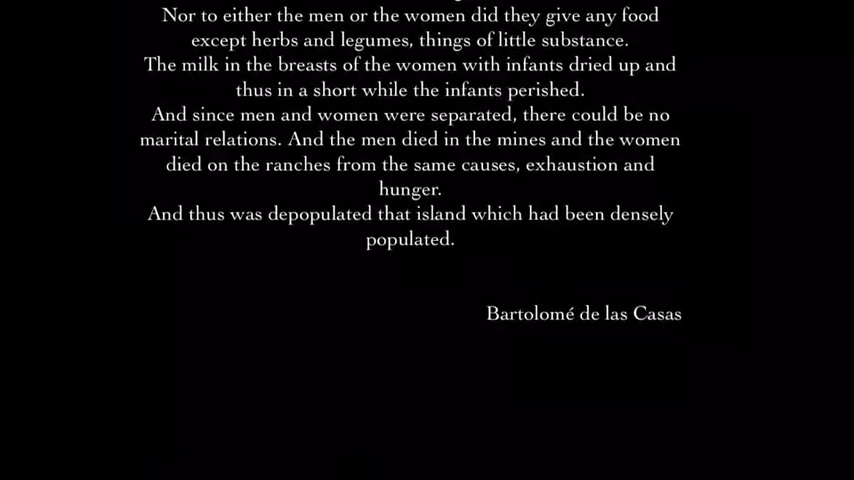 Nor to either the men or the women did they give any food
except herbs and legumes, things of little substance.
The milk in the breasts of the women with infants dried up and
thus in a short while the infants perished.
And since men and women were separated, there could be no
marital relations. And the men died in the mines and the women
died on the ranches from the same causes, exhaustion and
hunger.
And thus was depopulated that island which had been densely
populated.
Bartolomé de las Casas